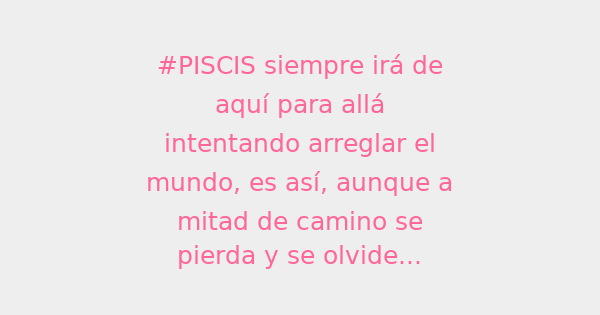 #PISCIS siempre irá de
aquí para allá
intentando arreglar el
mundo, es así, aunque a
mitad de camino se
pierda y se olvide...